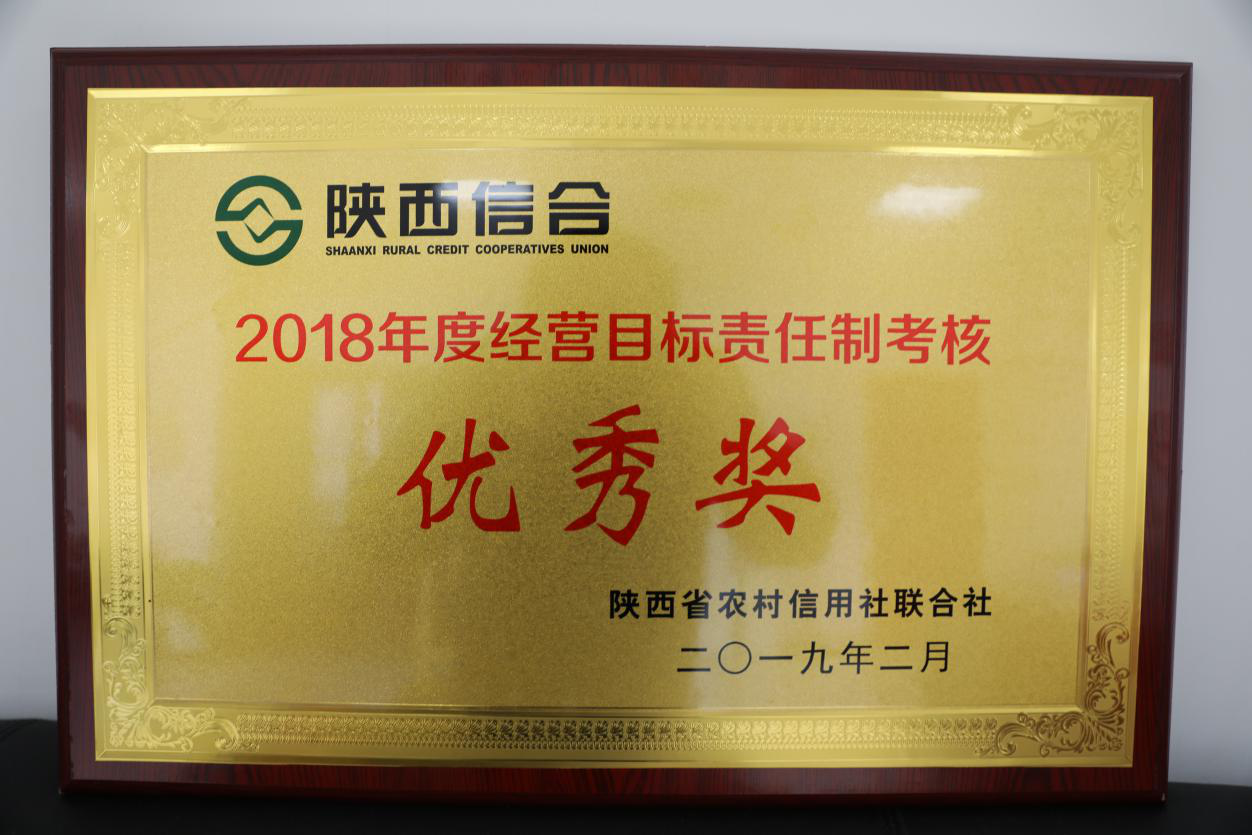 陕西信合
SHAANXI RURAL CREDIT COOPERATIVES UNION
2018年度经营目标责任制考核
优秀奖
陕西省农村信用社联合社
二〇一九年二月